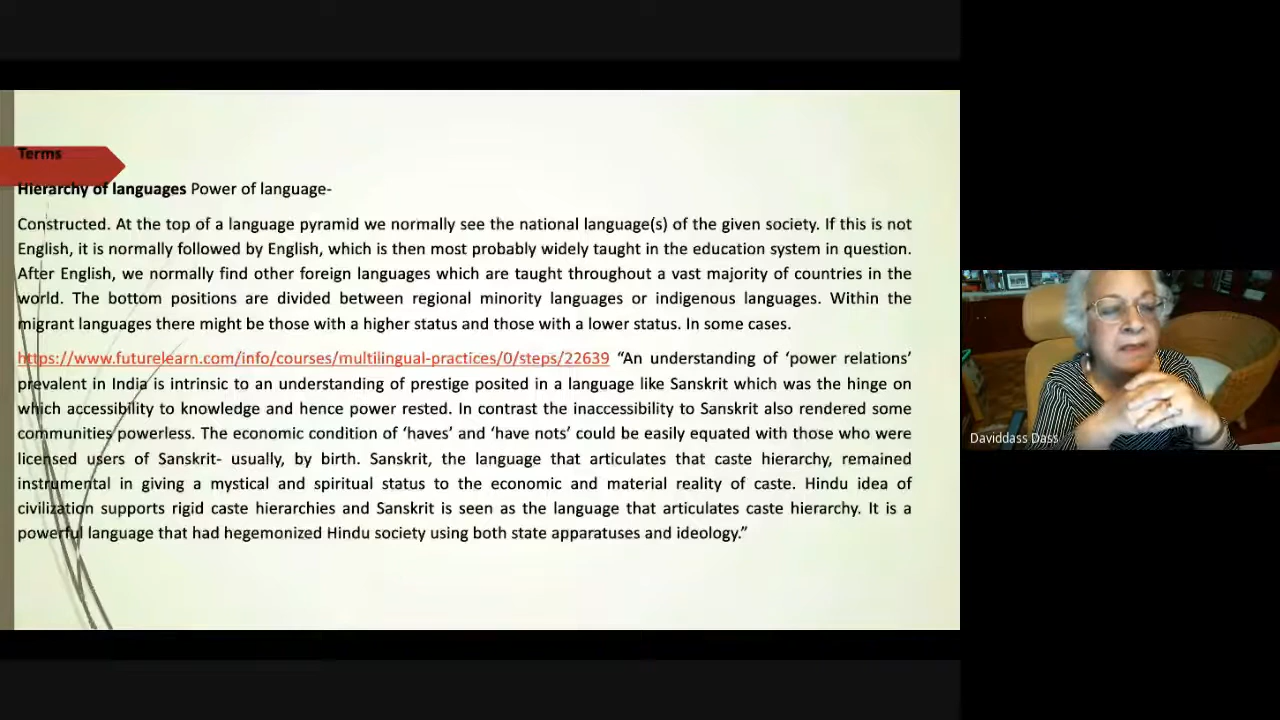 Terms
Hierarchy of languages Power of language-
Constructed. At the top of a language pyramid we normally see the national language(s) of the given society. If this is not
English, it is normally followed by English, which is then most probably widely taught in the education system in question.
After English, we normally find other foreign languages which are taught throughout a vast majority of countries in the
world. The bottom positions are divided between regional minority languages or indigenous languages. Within the
migrant languages there might be those with a higher status and those with a lower status. In some cases.
https://www.futurelearn.com/info/courses/multilingual-practices/0/steps/22639 “An understanding of ‘power relations’
prevalent in India is intrinsic to an understanding of prestige posited in a language like Sanskrit which was the hinge on
which accessibility to knowledge and hence power rested. In contrast the inaccessibility to Sanskrit also rendered some
communities powerless. The economic condition of ‘haves’ and ‘have nots’ could be easily equated with those who were
licensed users of Sanskrit- usually, by birth. Sanskrit, the language that articulates that caste hierarchy, remained
instrumental in giving a mystical and spiritual status to the economic and material reality of caste. Hindu idea of
civilization supports rigid caste hierarchies and Sanskrit is seen as the language that articulates caste hierarchy. It is a
powerful language that had hegemonized Hindu society using both state apparatuses and ideology.”
Daviddass Dass